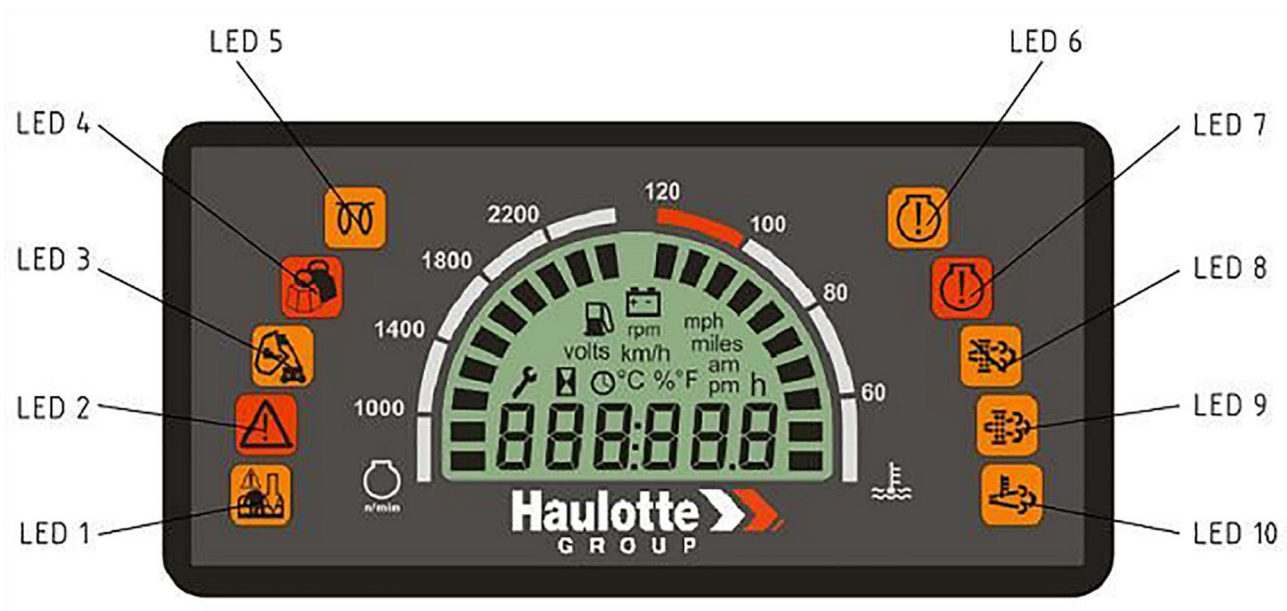 LED 5
LED 6
LED 4
LED 7
LED 3
LED 8
LED 2
LED 9
LED 1
LED 10
2200
1800
1400
1000
n/min
120
100
80
60
rpm
mph
volts
km/h
miles
°C
%
°F
am
pm
h
888:88.8
Haulotte
GROUP